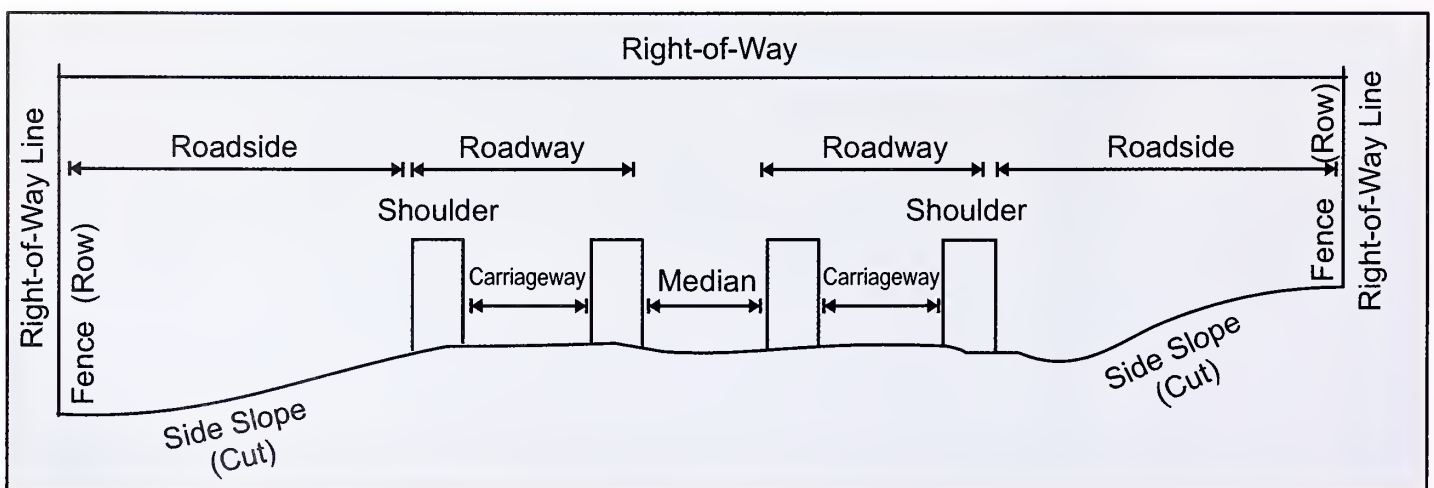 Right-of-Way
Right-of-Way Line
Fence (Row)
Roadside
Roadway
Roadway
Roadside
Fence (Row)
Right-of-Way Line
Shoulder
Shoulder
Carriageway
Median
Carriageway
Side Slope
(Cut)
Side Slope
(Cut)